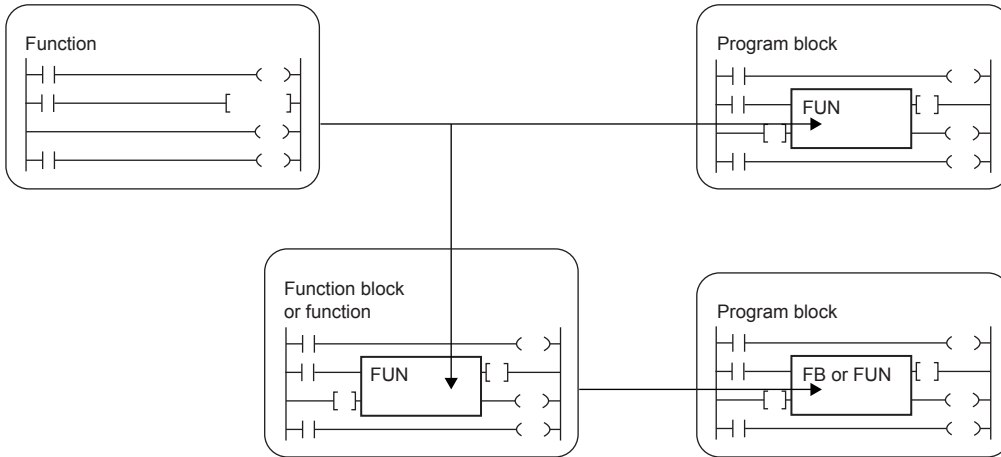 Function
Program block
FUN
Function block
or function
FUN
Program block
FB or FUN